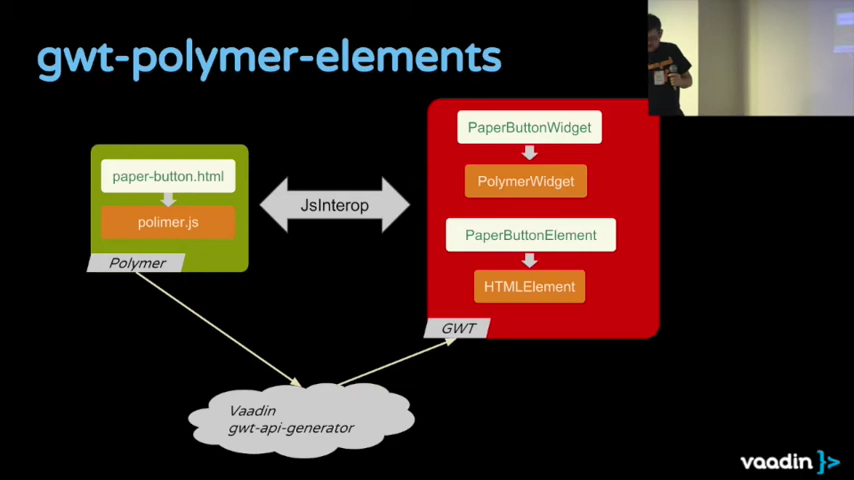 gwt-polymer-elements
paper-button.html
polimer.js
Polymer
JsInterop
PaperButtonWidget
PolymerWidget
PaperButtonElement
HTMLElement
GWT
Vaadin
gwt-api-generator
vaadin}>